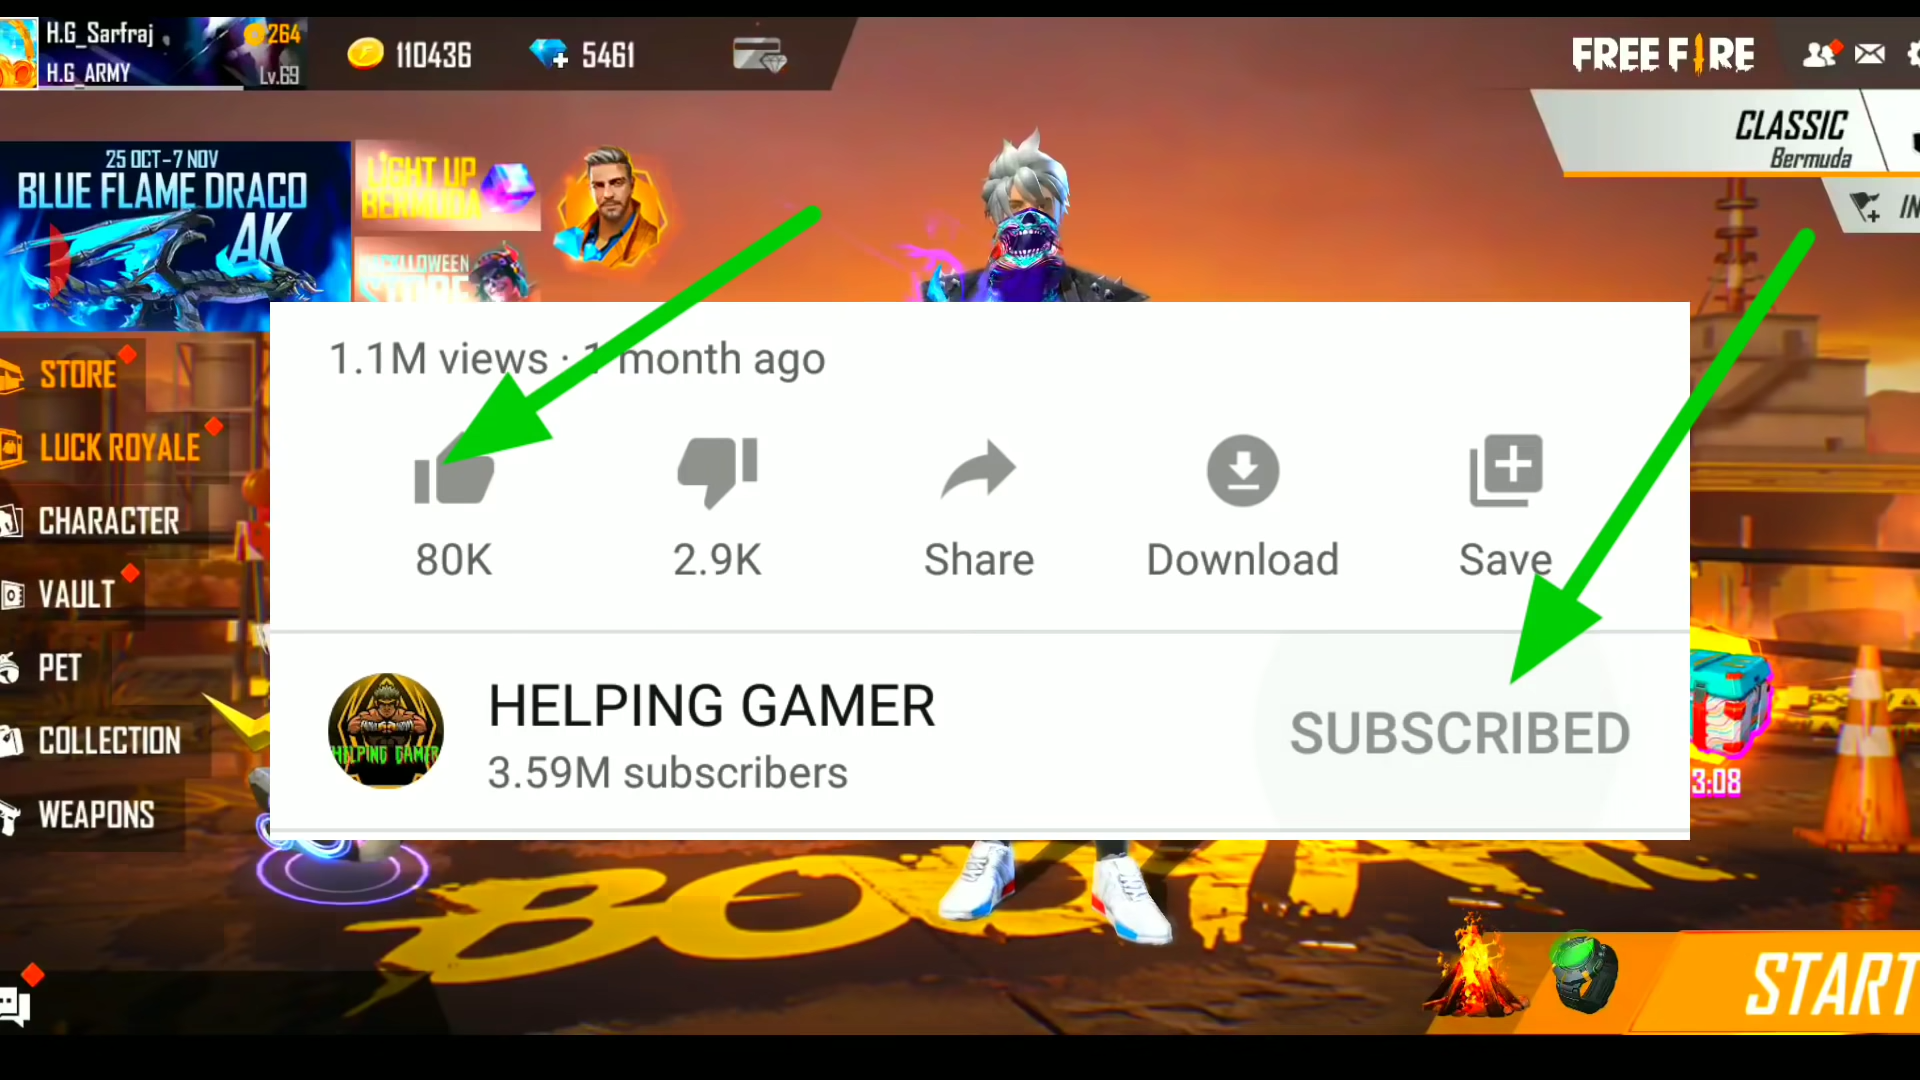 H.G_Sarfraj
264
H.G_ARMY
Lv.69
110436
5461
FREE FIRE
CLASSIC
Bermuda
25 OCT-7 NOV
BLUE FLAME DRACO
AK
LIGHT UP
BERMUDA
1.1M views · 1 month ago
80K
2.9K
Share
Download
Save
HELPING GAMER
3.59M subscribers
SUBSCRIBED
HELPING GAMER
STORE
LUCK ROYALE
CHARACTER
VAULT
PET
COLLECTION
WEAPONS
3:08
START